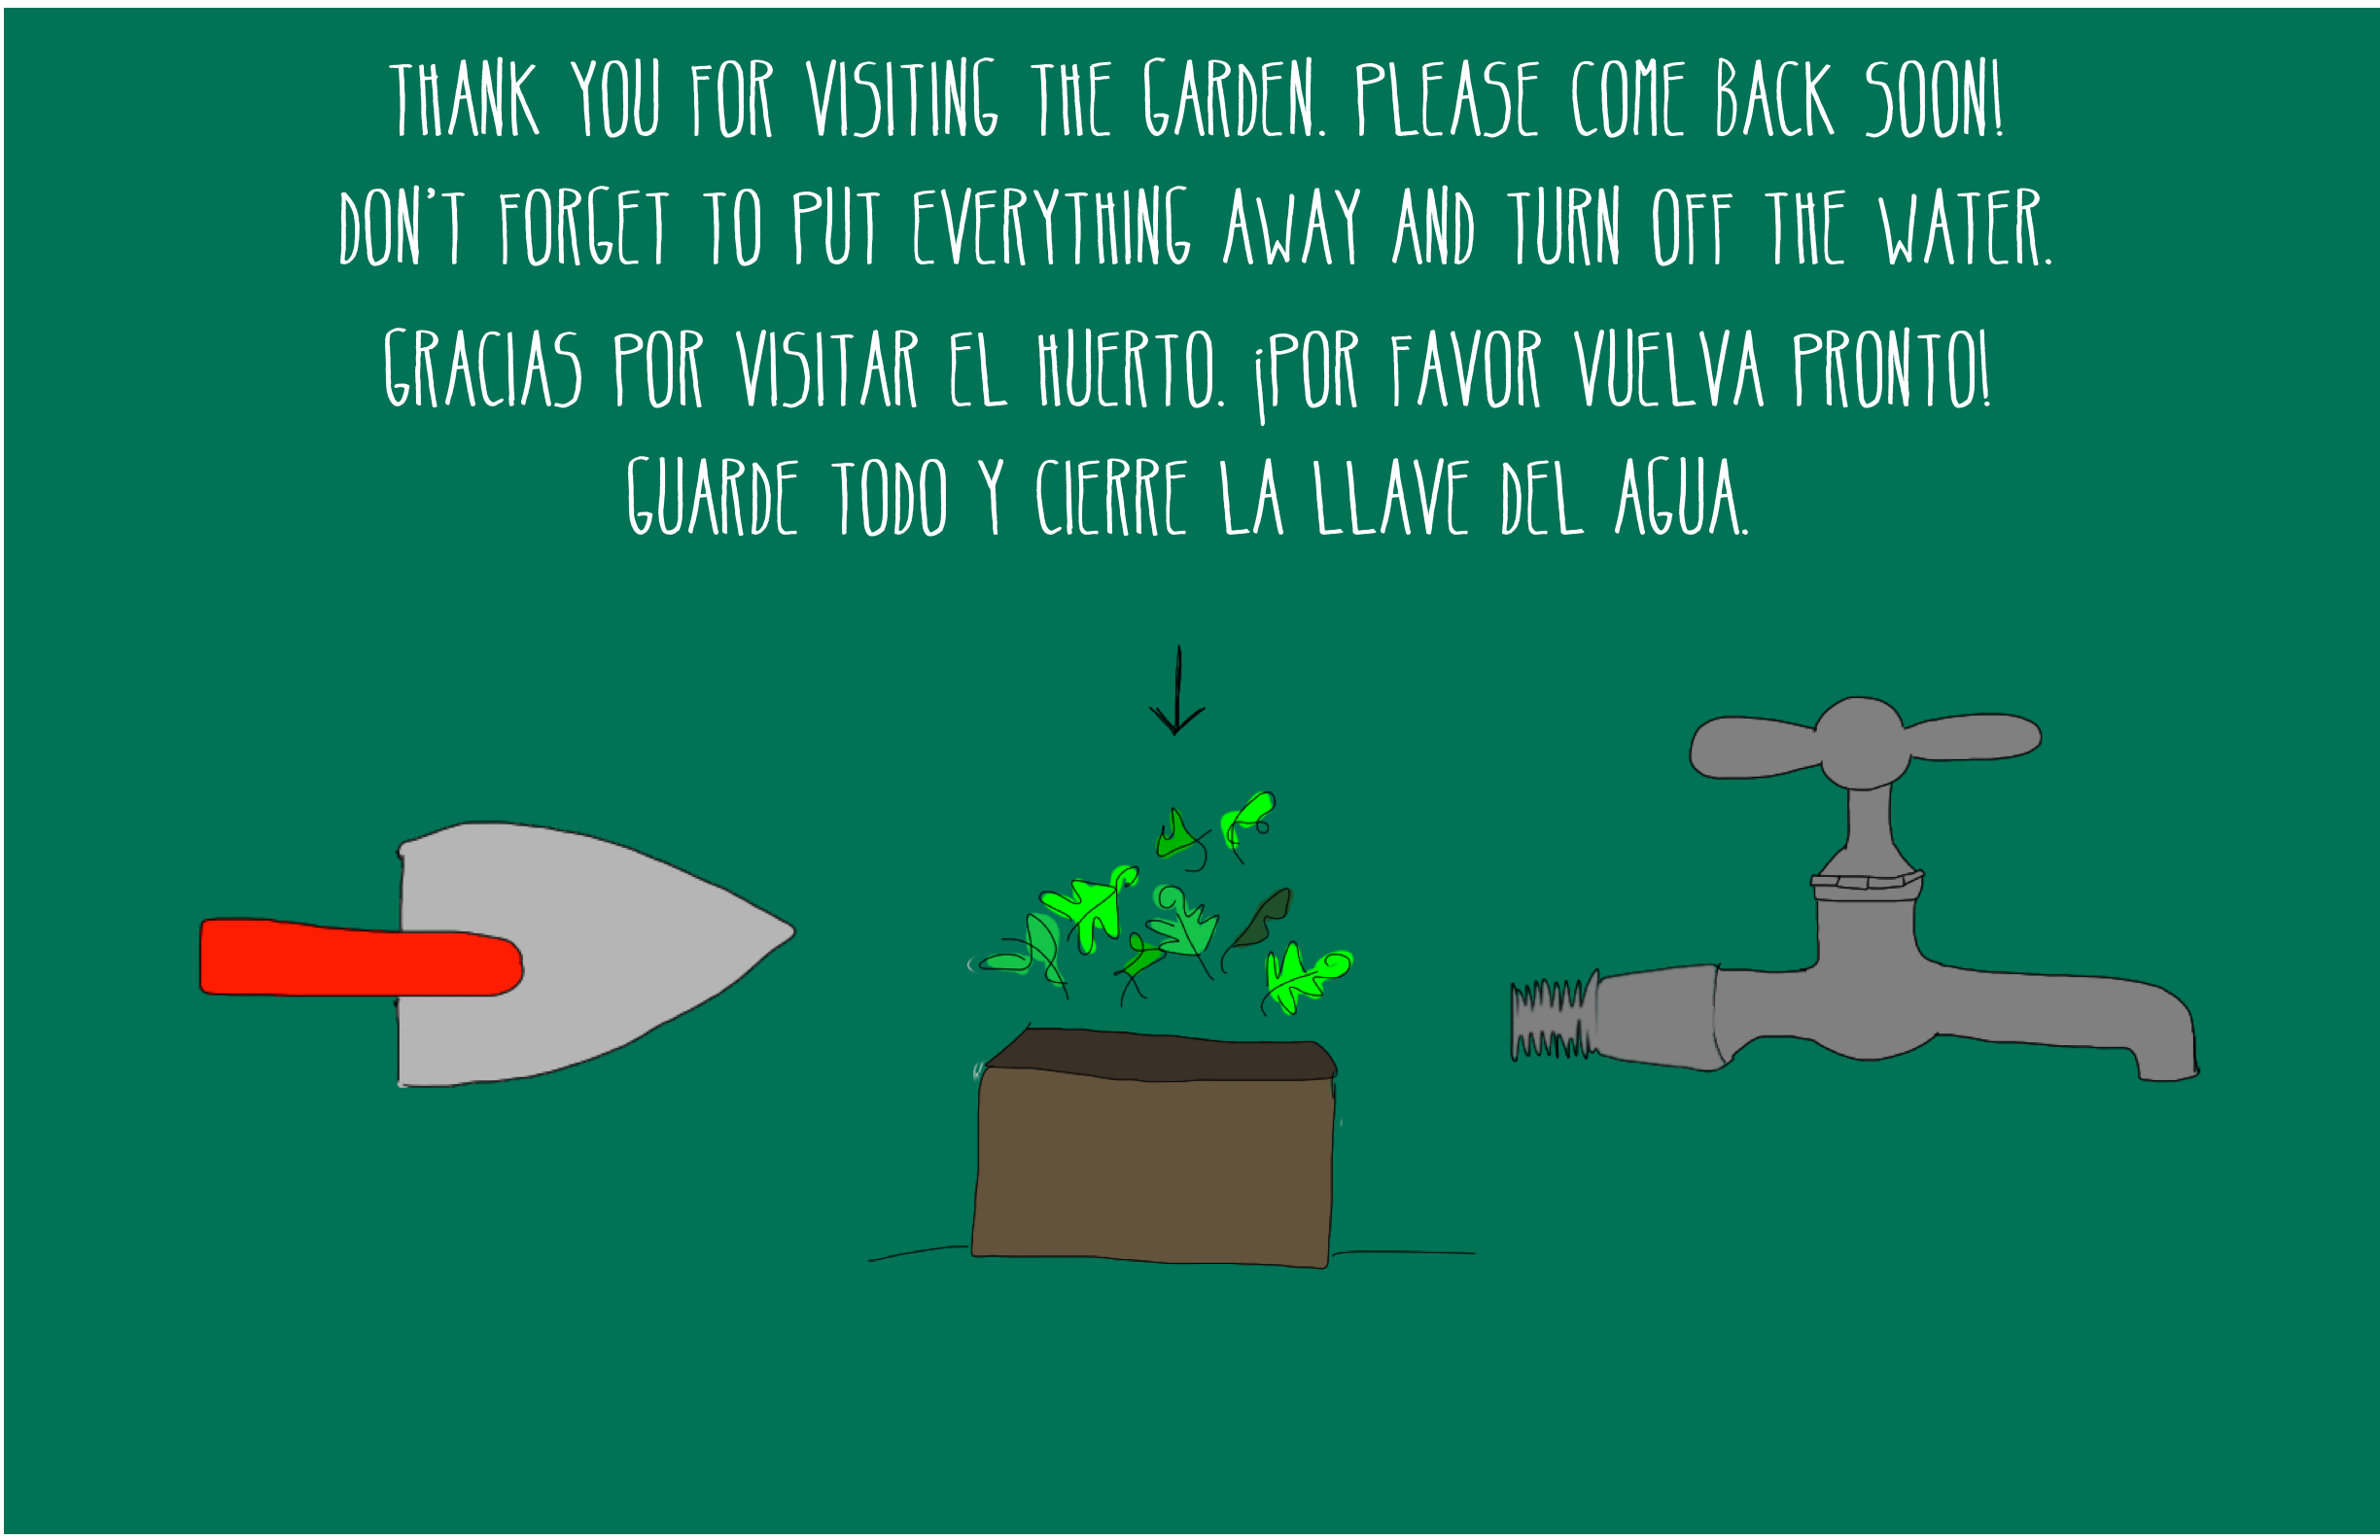 THANK YOU FOR VISITING THE GARDEN. PLEASE COME BACK SOON!
DON'T FORGET TO PUT EVERYTHING AWAY AND TURN OFF THE WATER.
GRACIAS POR VISITAR EL HUERTO. ¡POR FAVOR VUELVA PRONTO!
GUARDE TODO Y CIERRE LA LLAVE DEL AGUA.